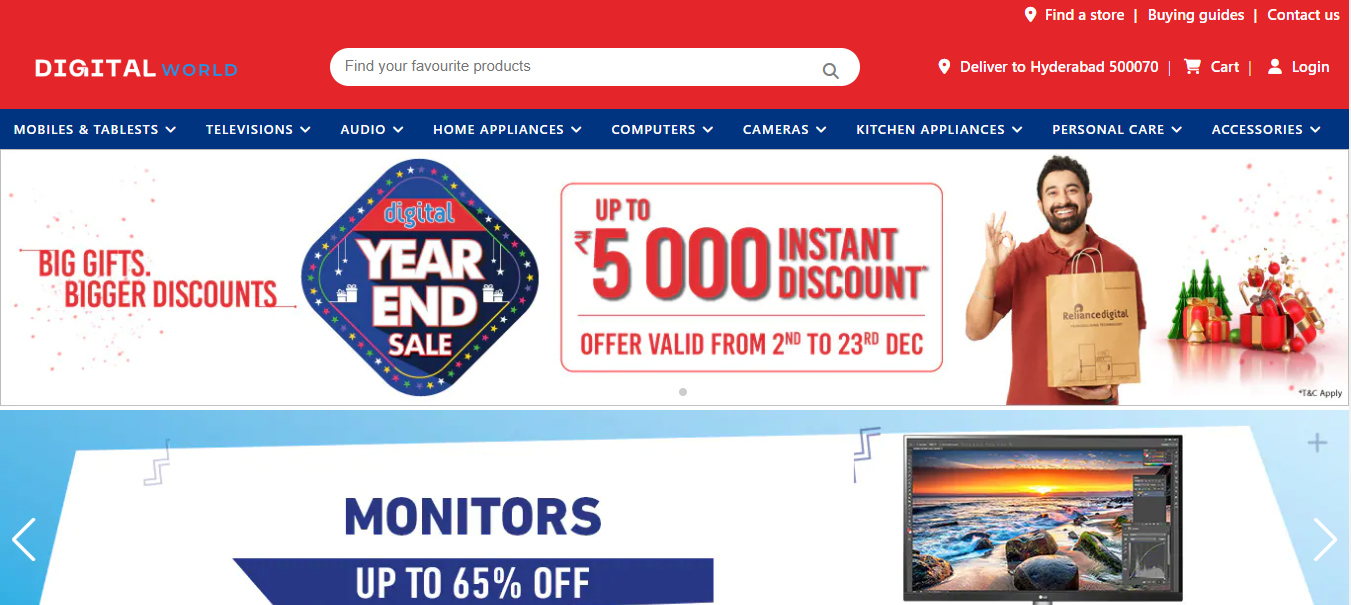 Find a store | Buying guides | Contact us
DIGITAL WORLD
Find your favourite products
Deliver to Hyderabad 500070 | Cart | Login
MOBILES & TABLESTS TELEVISIONS AUDIO HOME APPLIANCES COMPUTERS CAMERAS KITCHEN APPLIANCES PERSONAL CARE ACCESSORIES
BIG GIFTS.
BIGGER DISCOUNTS
digital
YEAR
END
SALE
UP TO
₹5000 INSTANT
DISCOUNT*
OFFER VALID FROM 2ND TO 23RD DEC
Reliancedigital
*T&C Apply
MONITORS
UP TO 65% OFF
LG